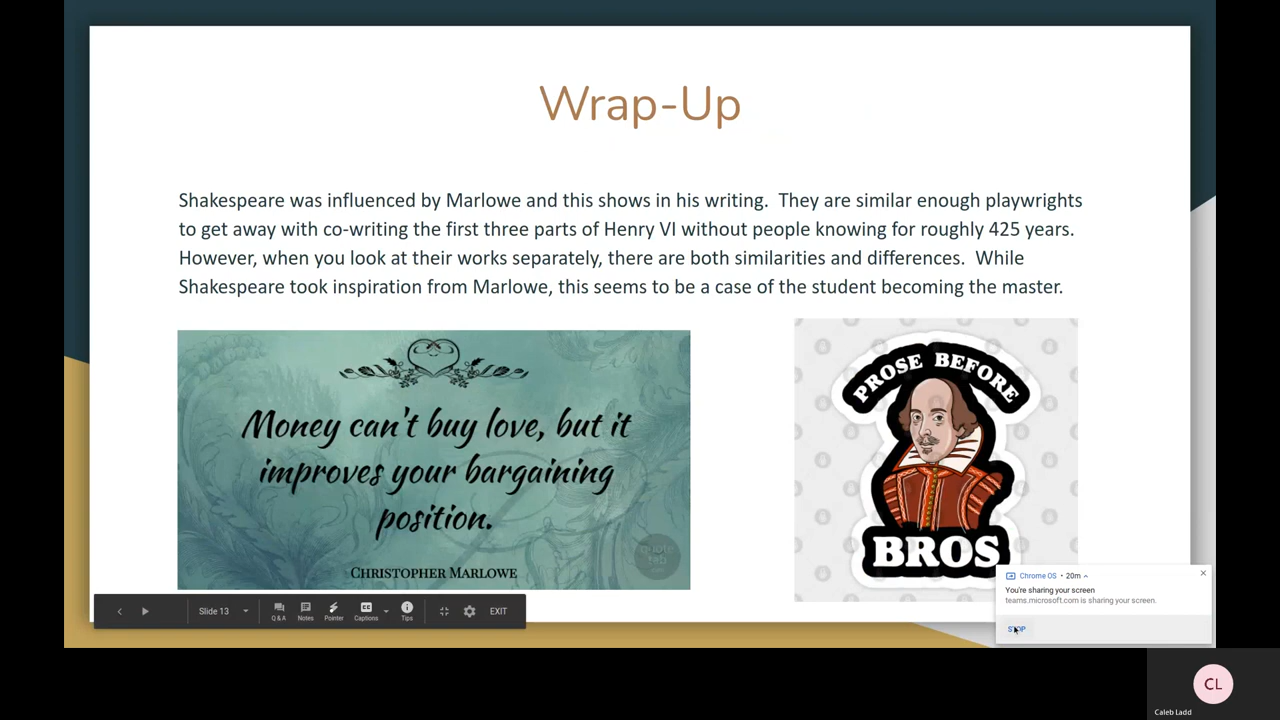 Wrap-Up
Shakespeare was influenced by Marlowe and this shows in his writing.  They are similar enough playwrights
to get away with co-writing the first three parts of Henry VI without people knowing for roughly 425 years.
However, when you look at their works separately, there are both similarities and differences.  While
Shakespeare took inspiration from Marlowe, this seems to be a case of the student becoming the master.
Money can't buy love, but it
improves your bargaining
position.
CHRISTOPHER MARLOWE
quote
lab
PROSE BEFORE
BROS
Slide 13
Q & A
Notes
Pointer
Captions
Tips
EXIT
Chrome OS • 20m
You're sharing your screen
teams.microsoft.com is sharing your screen.
STOP
CL
Caleb Ladd